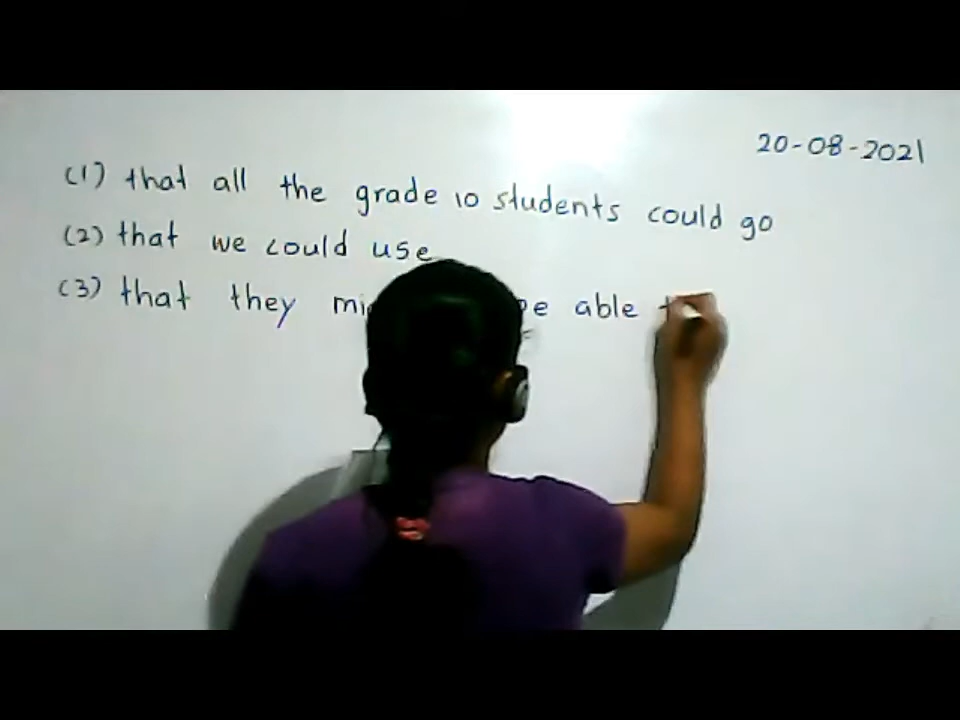 20-08-2021
(1) that all the grade 10 students could go
(2) that we could use
(3) that they be able